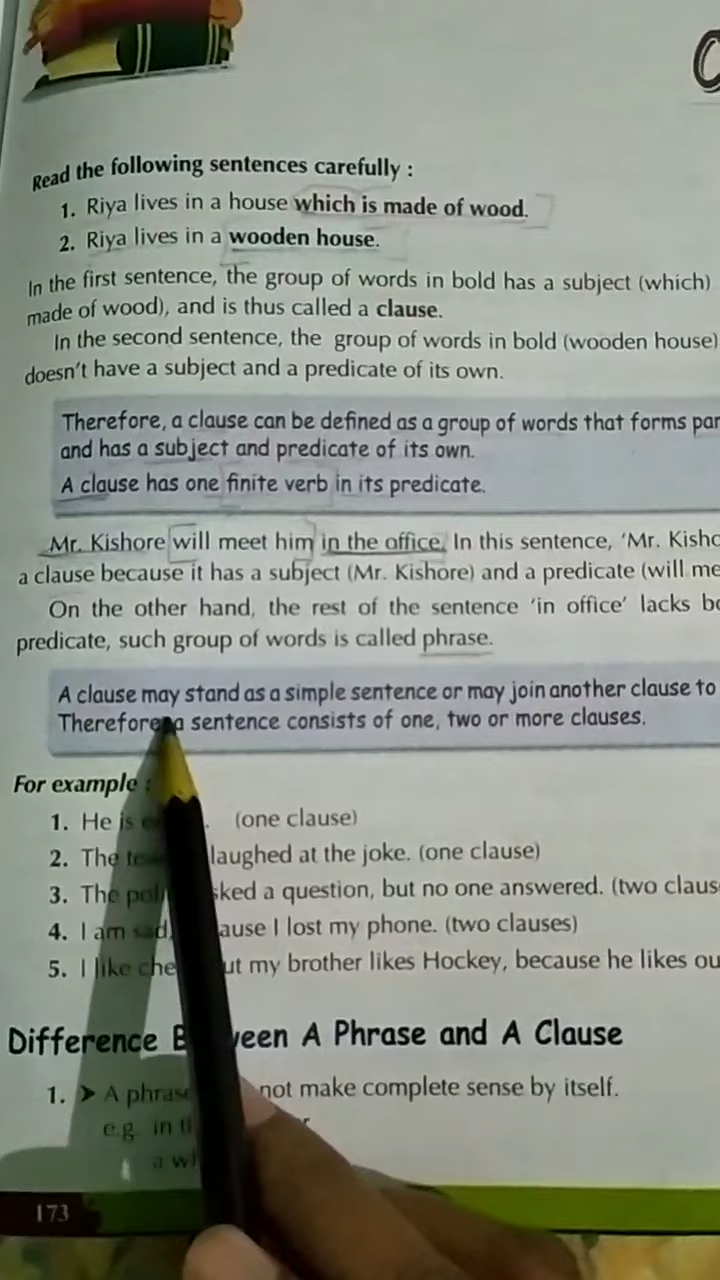 C
Read the following sentences carefully :
1. Riya lives in a house which is made of wood.
2. Riya lives in a wooden house.
In the first sentence, the group of words in bold has a subject (which)
made of wood), and is thus called a clause.
In the second sentence, the group of words in bold (wooden house)
doesn't have a subject and a predicate of its own.
Therefore, a clause can be defined as a group of words that forms par
and has a subject and predicate of its own.
A clause has one finite verb in its predicate.
Mr. Kishore will meet him in the office. In this sentence, 'Mr. Kisho
a clause because it has a subject (Mr. Kishore) and a predicate (will me
On the other hand, the rest of the sentence 'in office' lacks bo
predicate, such group of words is called phrase.
A clause may stand as a simple sentence or may join another clause to
Therefore a sentence consists of one, two or more clauses.
For example :
1. He is . (one clause)
2. The laughed at the joke. (one clause)
3. The asked a question, but no one answered. (two claus
4. I am sad, because I lost my phone. (two clauses)
5. I like but my brother likes Hockey, because he likes ou
Difference Between A Phrase and A Clause
1. ➤ A phrase not make complete sense by itself.
e.g. in
a
173